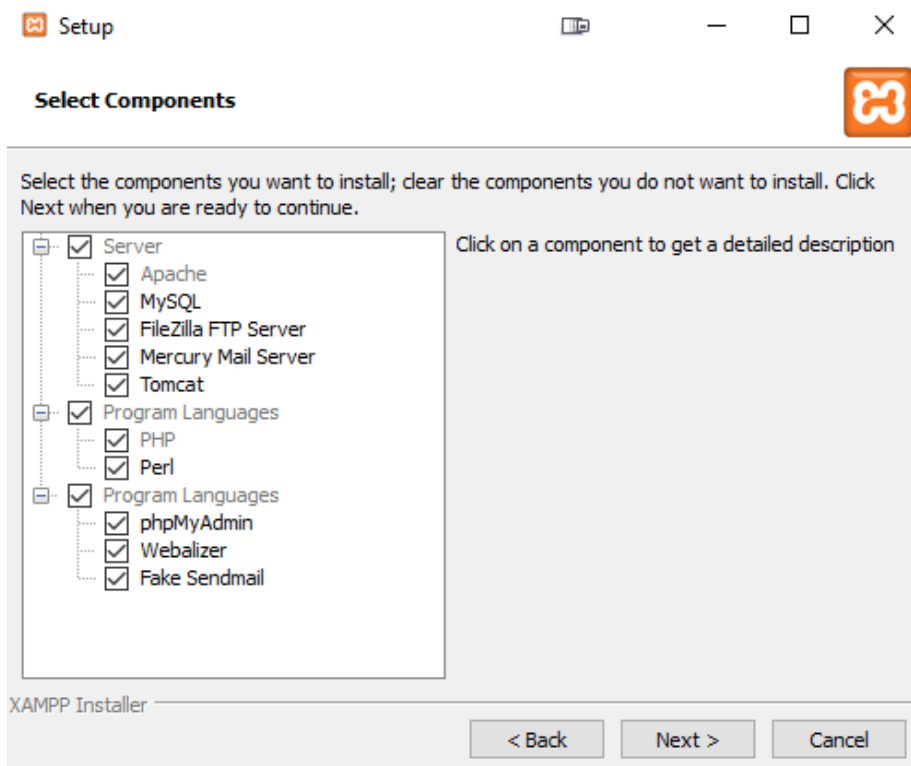 Setup
Select Components
Select the components you want to install; clear the components you do not want to install. Click
Next when you are ready to continue.
Server
Apache
MySQL
FileZilla FTP Server
Mercury Mail Server
Tomcat
Program Languages
PHP
Perl
Program Languages
phpMyAdmin
Webalizer
Fake Sendmail
Click on a component to get a detailed description
XAMPP Installer
< Back
Next >
Cancel